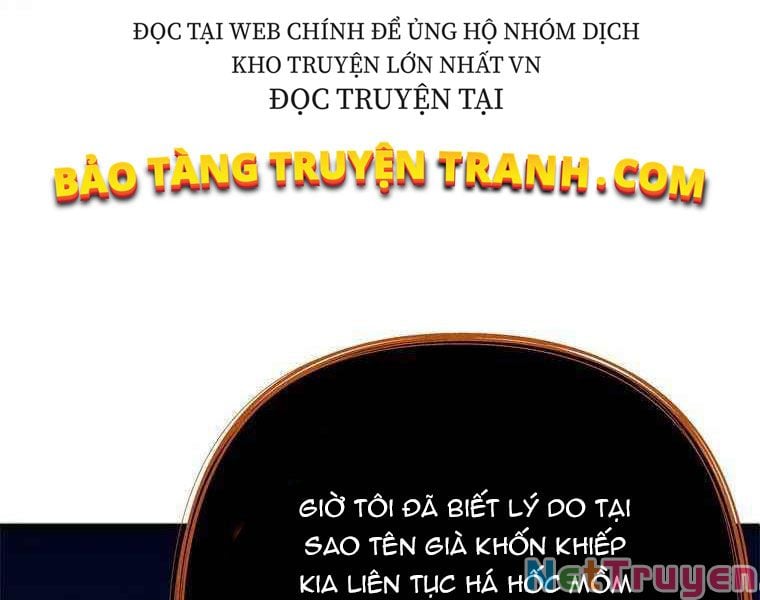 ĐỌC TẠI WEB CHÍNH ĐỂ ỦNG HỘ NHÓM DỊCH
KHO TRUYỆN LỚN NHẤT VN
ĐỌC TRUYỆN TẠI
BẢO TÀNG TRUYỆN TRANH.COM
GIỜ TÔI ĐÃ BIẾT LÝ DO TẠI
SAO TÊN GIÀ KHỐN KHIẾP
KIA LIÊN TỤC HÁ HỐC MỒM
NetTruyen